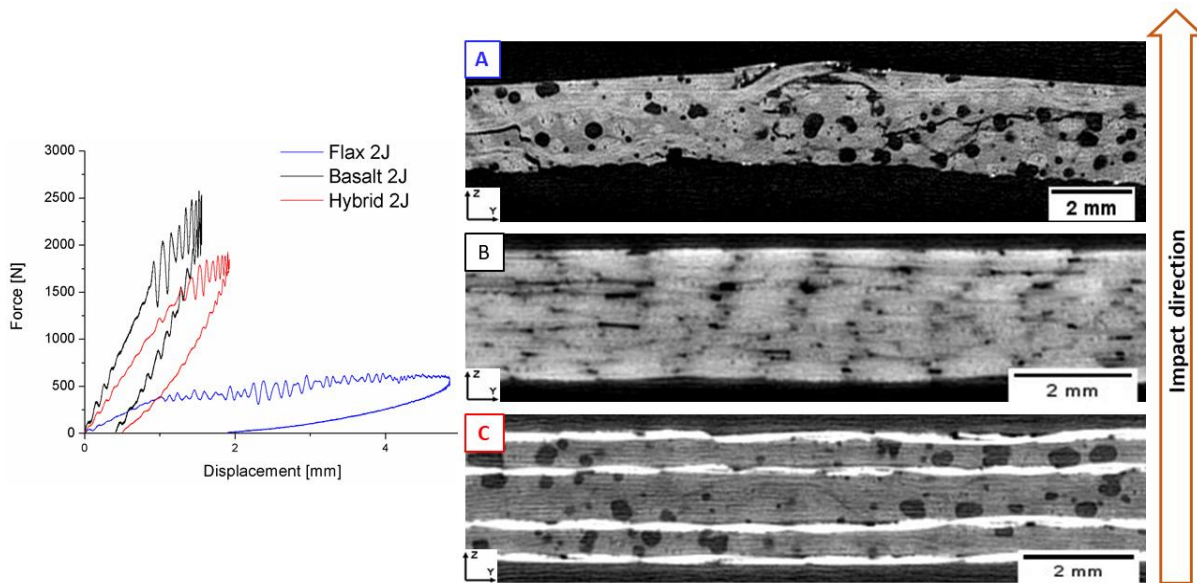 3000
2500
2000
1500
1000
500
0
Force [N]
0
2
4
Displacement [mm]
Flax 2J
Basalt 2J
Hybrid 2J
A
Z
Y
2 mm
B
Z
Y
2 mm
C
Z
Y
2 mm
Impact direction